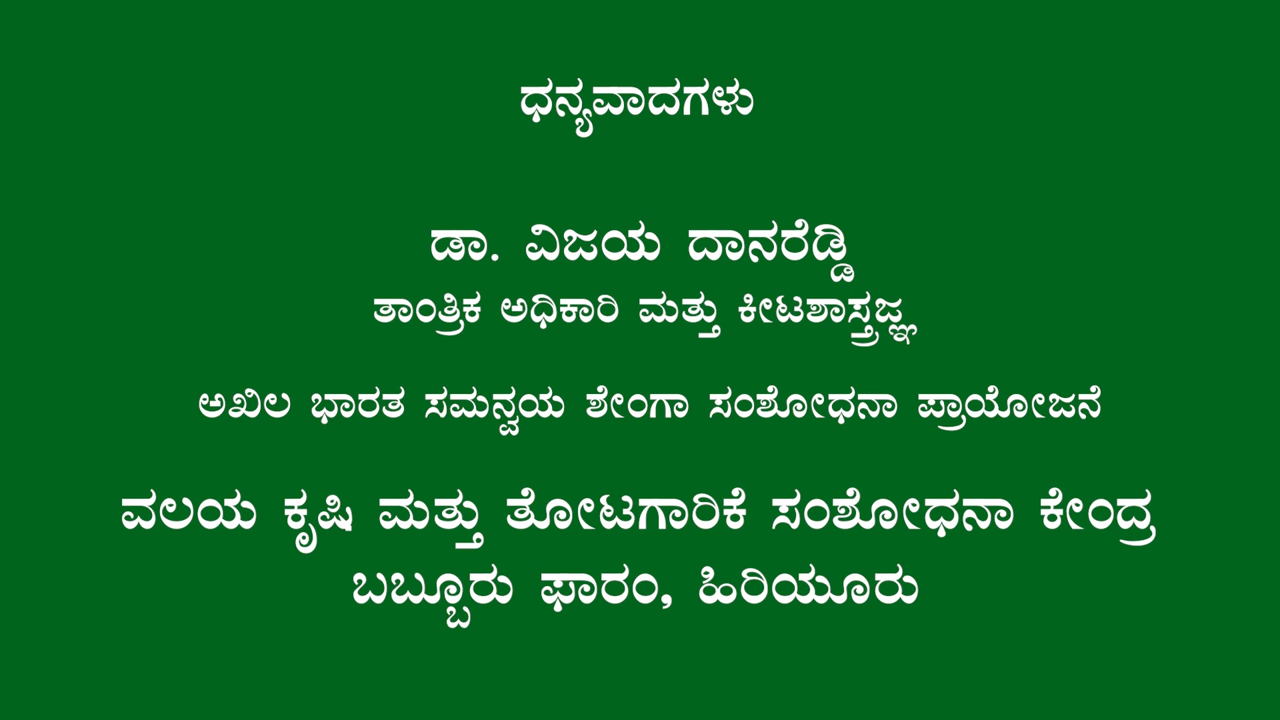 ಧನ್ಯವಾದಗಳು
ಡಾ. ವಿಜಯ ದಾನರೆಡ್ಡಿ
ತಾಂತ್ರಿಕ ಅಧಿಕಾರಿ ಮತ್ತು ಕೀಟಶಾಸ್ತ್ರಜ್ಞ
ಅಖಿಲ ಭಾರತ ಸಮನ್ವಯ ಶೇಂಗಾ ಸಂಶೋಧನಾ ಪ್ರಾಯೋಜನೆ
ವಲಯ ಕೃಷಿ ಮತ್ತು ತೋಟಗಾರಿಕೆ ಸಂಶೋಧನಾ ಕೇಂದ್ರ
ಬಬ್ಬೂರು ಫಾರಂ, ಹಿರಿಯೂರು